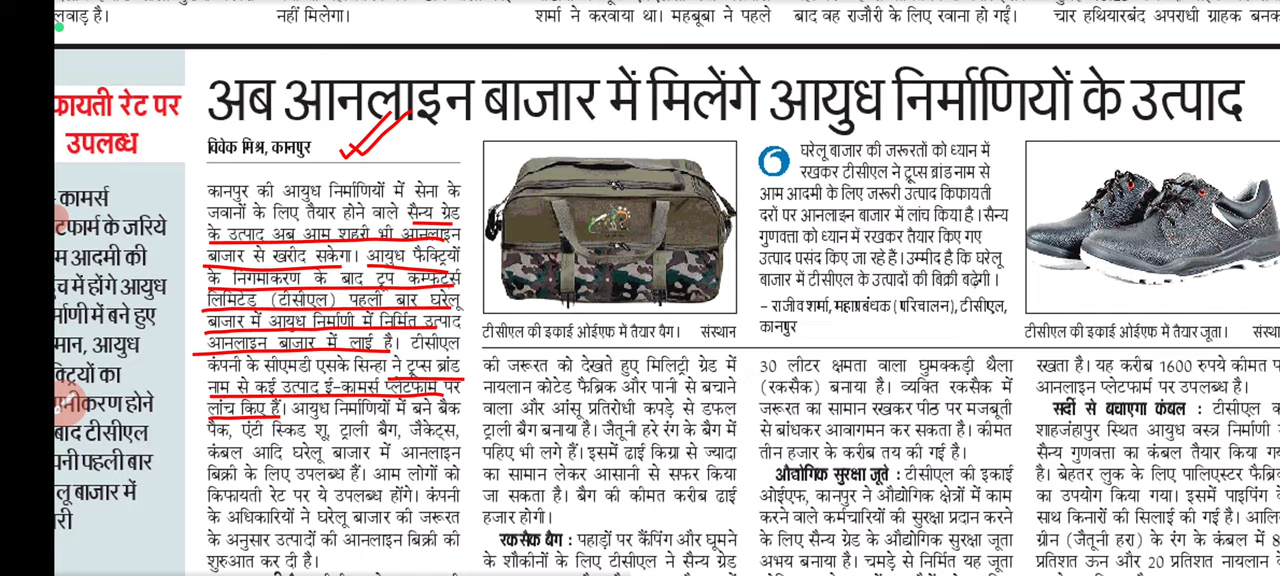 लवाड़ है।
नहीं मिलेगा।
शर्मा ने करवाया था। महबूबा ने पहले
बाद वह राजौरी के लिए रवाना हो गईं।
चार हथियारबंद अपराधी ग्राहक बनक
फायती रेट पर
उपलब्ध
कामर्स
टफार्म के जरिये
म आदमी की
च में होंगे आयुध
र्माणी में बने हुए
मान, आयुध
क्ट्रियों का
मीकरण होने
बाद टीसीएल
पनी पहली बार
लू बाजार में
री
अब आनलाइन बाजार में मिलेंगे आयुध निर्माणियों के उत्पाद
विवेक मिश्र, कानपुर
कानपुर की आयुध निर्माणियों में सेना के
जवानों के लिए तैयार होने वाले सैन्य ग्रेड
के उत्पाद अब आम शहरी भी आनलाइन
बाजार से खरीद सकेगा। आयुध फैक्ट्रियों
के निगमीकरण के बाद ट्रूप कम्फर्ट्स
लिमिटेड (टीसीएल) पहली बार घरेलू
बाजार में आयुध निर्माणी में निर्मित उत्पाद
आनलाइन बाजार में लाई है। टीसीएल
कंपनी के सीएमडी एसके सिन्हा ने ट्रूप्स ब्रांड
नाम से कई उत्पाद ई-कामर्स प्लेटफार्म पर
लांच किए हैं। आयुध निर्माणियों में बने बैक
पैक, एंटी स्किड शू, ट्राली बैग, जैकेट्स,
कंबल आदि घरेलू बाजार में आनलाइन
बिक्री के लिए उपलब्ध हैं। आम लोगों को
किफायती रेट पर ये उपलब्ध होंगे। कंपनी
के अधिकारियों ने घरेलू बाजार की जरूरत
के अनुसार उत्पादों की आनलाइन बिक्री की
शुरुआत कर दी है।
टीसीएल की इकाई ओईएफ में तैयार बैग। संस्थान
की जरूरत को देखते हुए मिलिट्री ग्रेड में
नायलान कोटेड फैब्रिक और पानी से बचाने
वाला और आंसू प्रतिरोधी कपड़े से डफल
ट्राली बैग बनाया है। जैतूनी हरे रंग के बैग में
पहिए भी लगे हैं। इसमें ढाई किग्रा से ज्यादा
का सामान लेकर आसानी से सफर किया
जा सकता है। बैग की कीमत करीब ढाई
हजार होगी।
रकसैक बैग : पहाड़ों पर कैंपिंग और घूमने
के शौकीनों के लिए टीसीएल ने सैन्य ग्रेड
घरेलू बाजार की जरूरतों को ध्यान में
रखकर टीसीएल ने ट्रूप्स ब्रांड नाम से
आम आदमी के लिए जरूरी उत्पाद किफायती
दरों पर आनलाइन बाजार में लांच किया है। सैन्य
गुणवत्ता को ध्यान में रखकर तैयार किए गए
उत्पाद पसंद किए जा रहे हैं। उम्मीद है कि घरेलू
बाजार में टीसीएल के उत्पादों की बिक्री बढ़ेगी।
- राजीव शर्मा, महाप्रबंधक (परिचालन), टीसीएल,
कानपुर
30 लीटर क्षमता वाला घुमक्कड़ी थैला
(रकसैक) बनाया है। व्यक्ति रकसैक में
जरूरत का सामान रखकर पीठ पर मजबूती
से बांधकर आवागमन कर सकता है। कीमत
तीन हजार के करीब तय की गई है।
औद्योगिक सुरक्षा जूते : टीसीएल की इकाई
ओईएफ, कानपुर ने औद्योगिक क्षेत्रों में काम
करने वाले कर्मचारियों की सुरक्षा प्रदान करने
के लिए सैन्य ग्रेड के औद्योगिक सुरक्षा जूता
अभय बनाया है। चमड़े से निर्मित यह जूता
टीसीएल की इकाई ओईएफ में तैयार जूता। संस्था
रखता है। यह करीब 1600 रुपये कीमत प
आनलाइन प्लेटफार्म पर उपलब्ध है।
सर्दी से बचाएगा कंबल : टीसीएल क
शाहजहांपुर स्थित आयुध वस्त्र निर्माणी
सैन्य गुणवत्ता का कंबल तैयार किया गय
है। बेहतर लुक के लिए पालिएस्टर फैब्रि
का उपयोग किया गया। इसमें पाइपिंग
साथ किनारों की सिलाई की गई है। आलि
ग्रीन (जैतूनी हरा) के रंग के कंबल में 8
प्रतिशत ऊन और 20 प्रतिशत नायलान